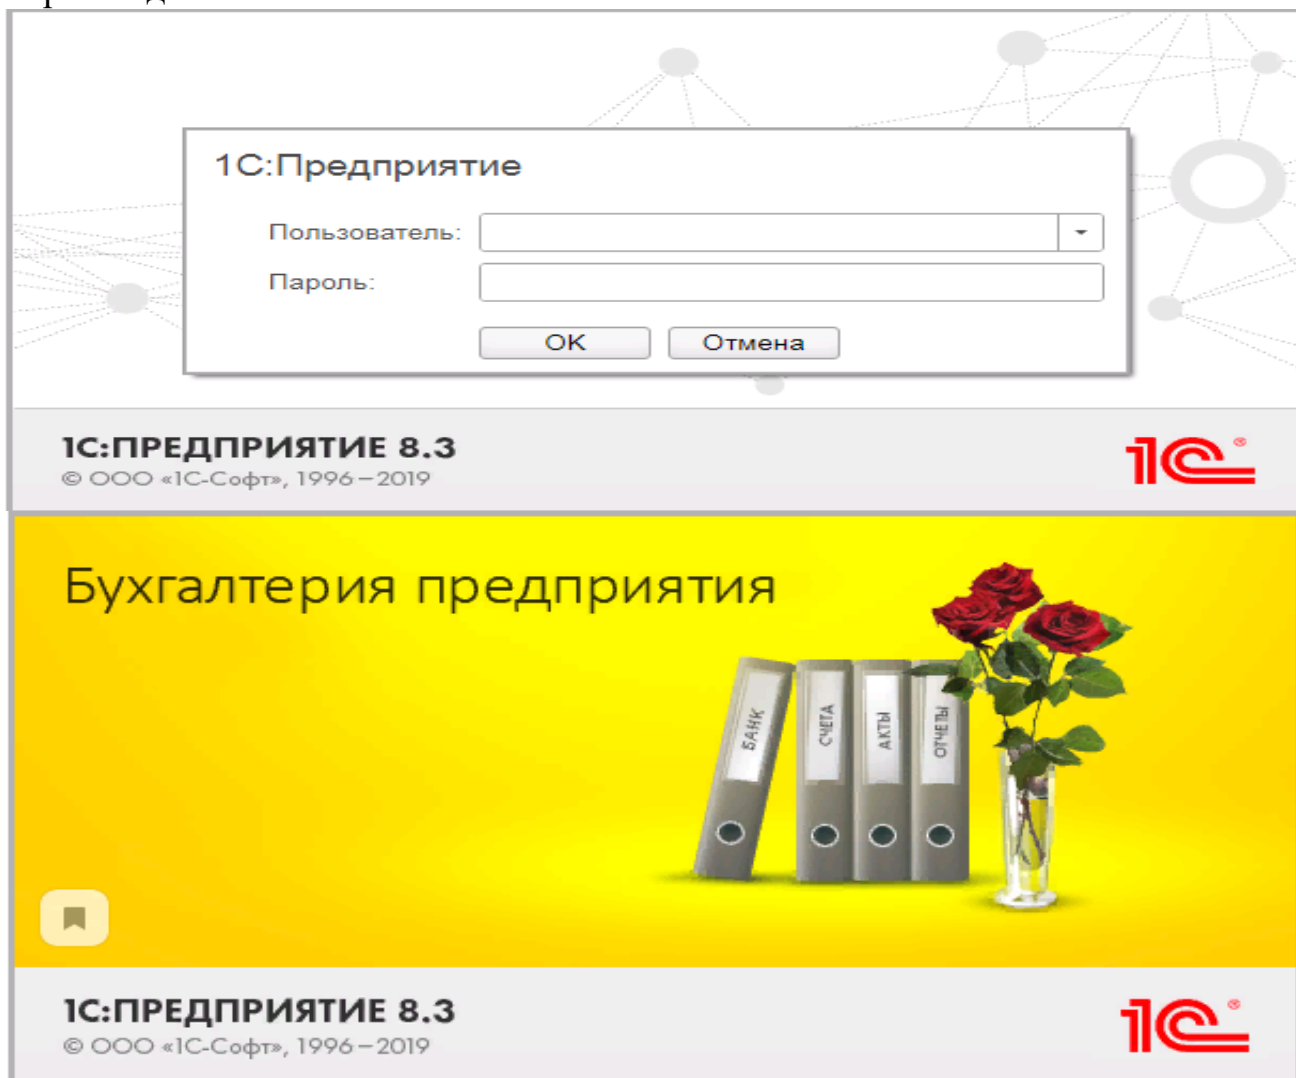 1С:Предприятие
Пользователь:
Пароль:
ОК Отмена
1С:ПРЕДПРИЯТИЕ 8.3
© ООО «1С-Софт», 1996–2019
1С®
Бухгалтерия предприятия
БАНК
СЧЕТА
АКТЫ
ОТЧЕТЫ
1С:ПРЕДПРИЯТИЕ 8.3
© ООО «1С-Софт», 1996–2019
1С®